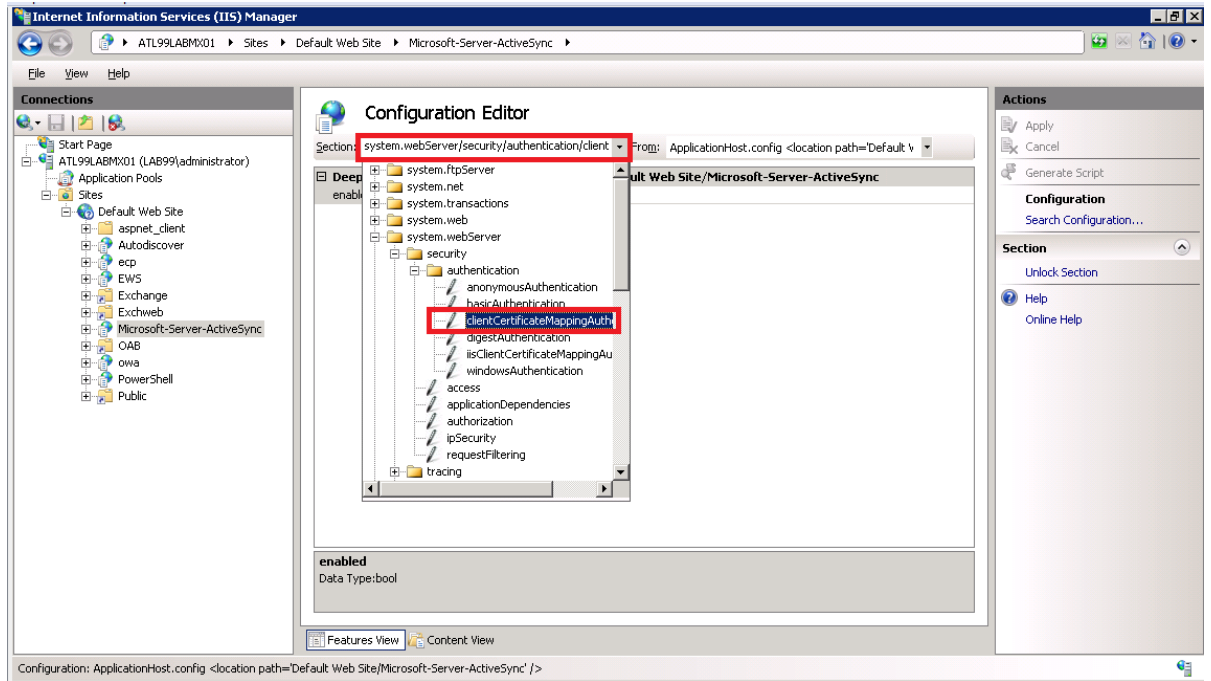 Internet Information Services (IIS) Manager
ATL99LABMX01 Sites Default Web Site Microsoft-Server-ActiveSync
File View Help
Connections
Start Page
ATL99LABMX01 (LAB99\administrator)
Application Pools
Sites
Default Web Site
aspnet_client
Autodiscover
ecp
EWS
Exchange
Exchweb
Microsoft-Server-ActiveSync
OAB
owa
PowerShell
Public
Configuration Editor
Section: system.webServer/security/authentication/client From: ApplicationHost.config <location path='Default
Deep ult Web Site/Microsoft-Server-ActiveSync
enabl
system.ftpServer
system.net
system.transactions
system.web
system.webServer
security
authentication
anonymousAuthentication
basicAuthentication
clientCertificateMappingAuthe
digestAuthentication
iisClientCertificateMappingAu
windowsAuthentication
access
applicationDependencies
authorization
ipSecurity
requestFiltering
tracing
enabled
Data Type:bool
Features View Content View
Actions
Apply
Cancel
Generate Script
Configuration
Search Configuration...
Section
Unlock Section
Help
Online Help
Configuration: ApplicationHost.config <location path='Default Web Site/Microsoft-Server-ActiveSync' />